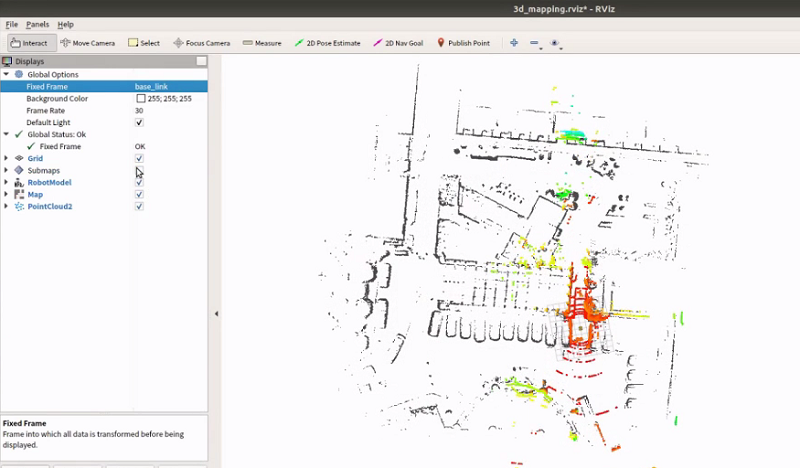 3d_mapping.rviz* - RViz
File Panels Help
Interact Move Camera Select Focus Camera Measure 2D Pose Estimate 2D Nav Goal Publish Point
Displays
Global Options
Fixed Frame base_link
Background Color 255; 255; 255
Frame Rate 30
Default Light
Global Status: Ok
Fixed Frame OK
Grid
Submaps
RobotModel
Map
PointCloud2
Fixed Frame
Frame into which all data is transformed before being
displayed.